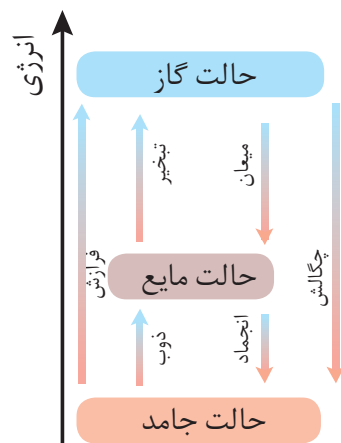 انرژی
حالت گاز
تبخیر
میعان
فرازش
چگالش
حالت مایع
ذوب
انجماد
حالت جامد